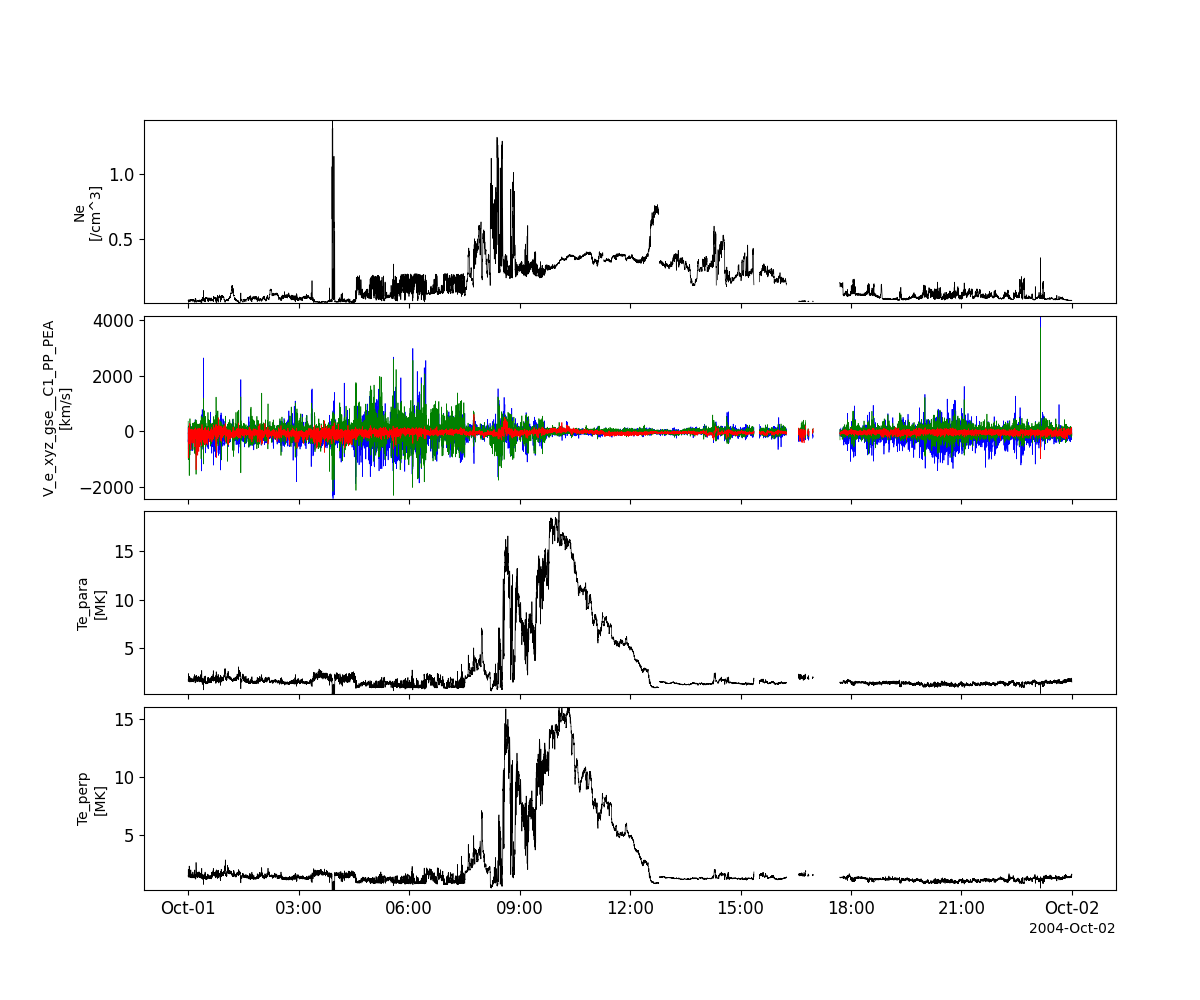 1.0
0.5
Ne
[/cm^3]
4000
2000
0
−2000
V_e_xyz_gse__C1_PP_PEA
[km/s]
15
10
5
Te_para
[MK]
15
10
5
Te_perp
[MK]
Oct-01 03:00 06:00 09:00 12:00 15:00 18:00 21:00 Oct-02
2004-Oct-02